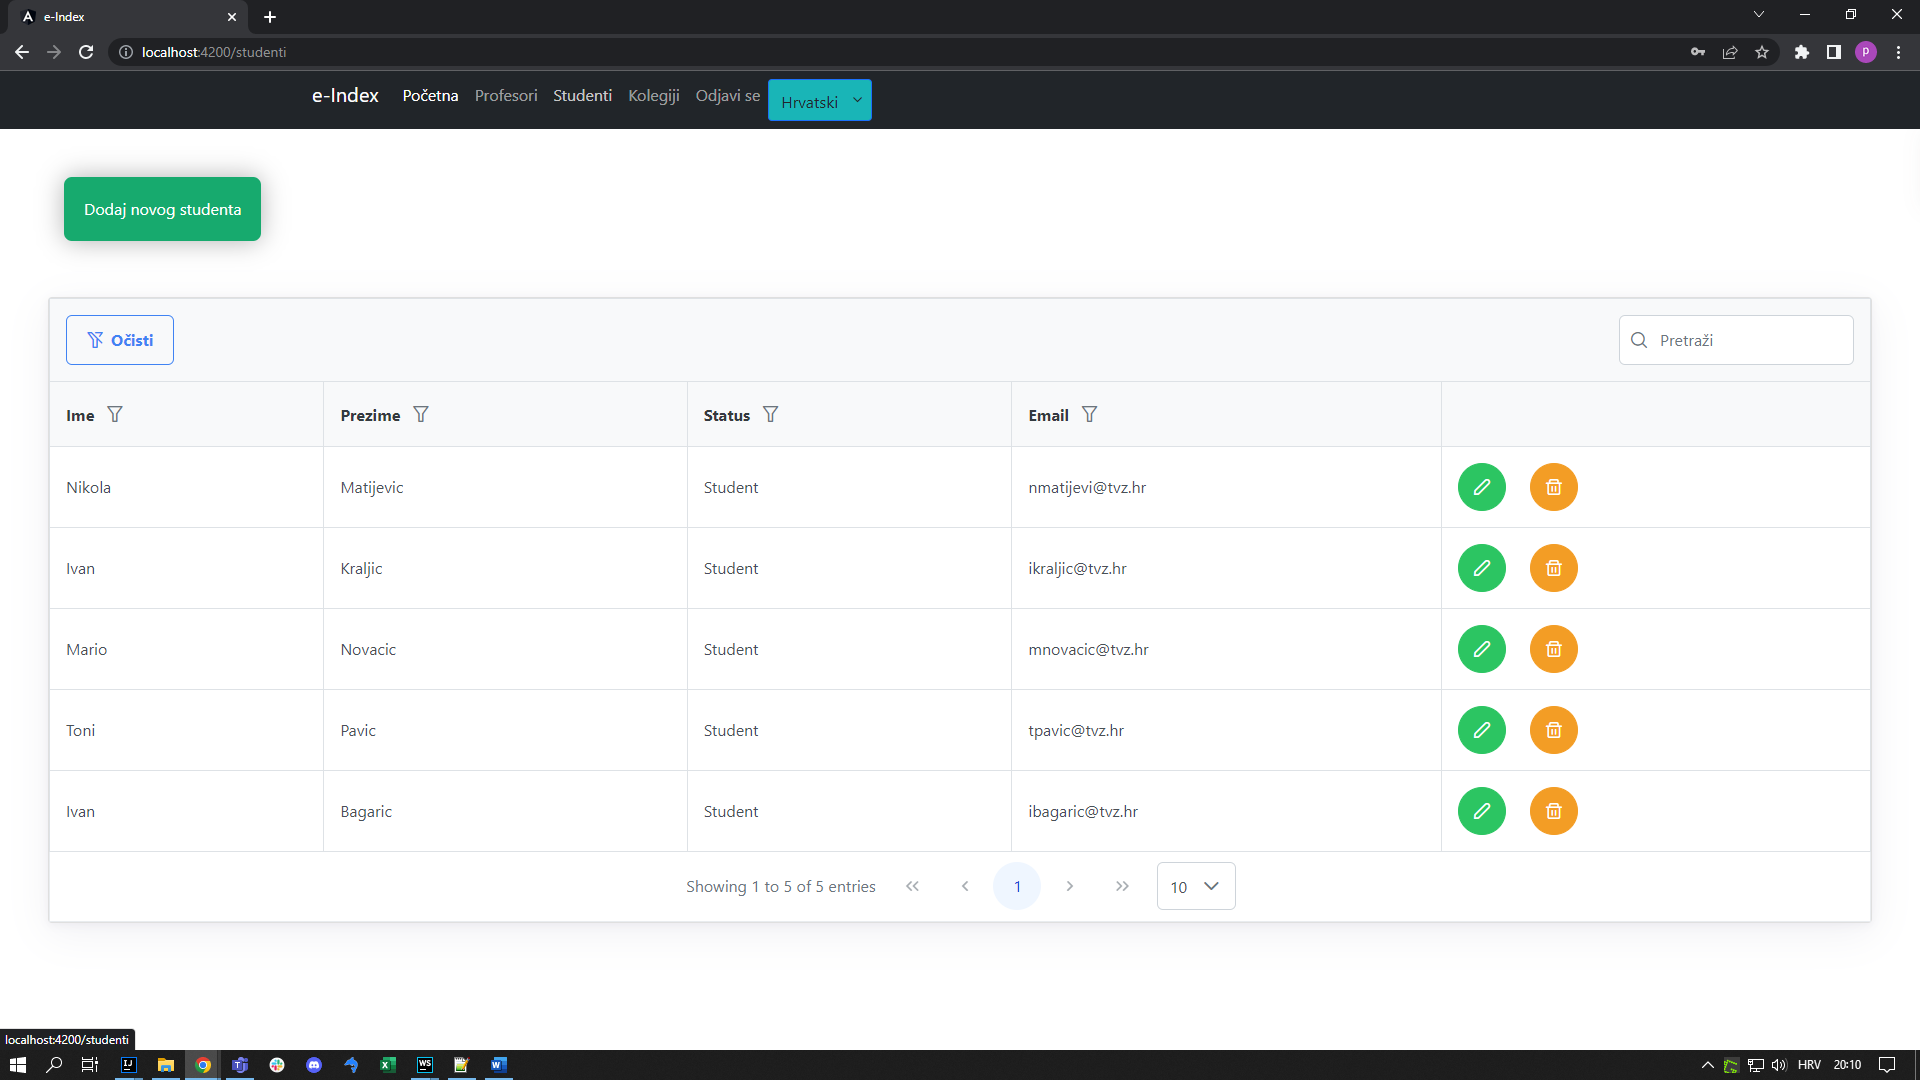 e-Index
localhost:4200/studenti
P
e-Index Početna Profesori Studenti Kolegiji Odjavi se Hrvatski
Dodaj novog studenta
Očisti
Pretraži
Ime Prezime Status Email
Nikola Matijevic Student nmatijevi@tvz.hr
Ivan Kraljic Student ikraljic@tvz.hr
Mario Novacic Student mnovacic@tvz.hr
Toni Pavic Student tpavic@tvz.hr
Ivan Bagaric Student ibagaric@tvz.hr
Showing 1 to 5 of 5 entries 1 10
localhost:4200/studenti
HRV 20:10